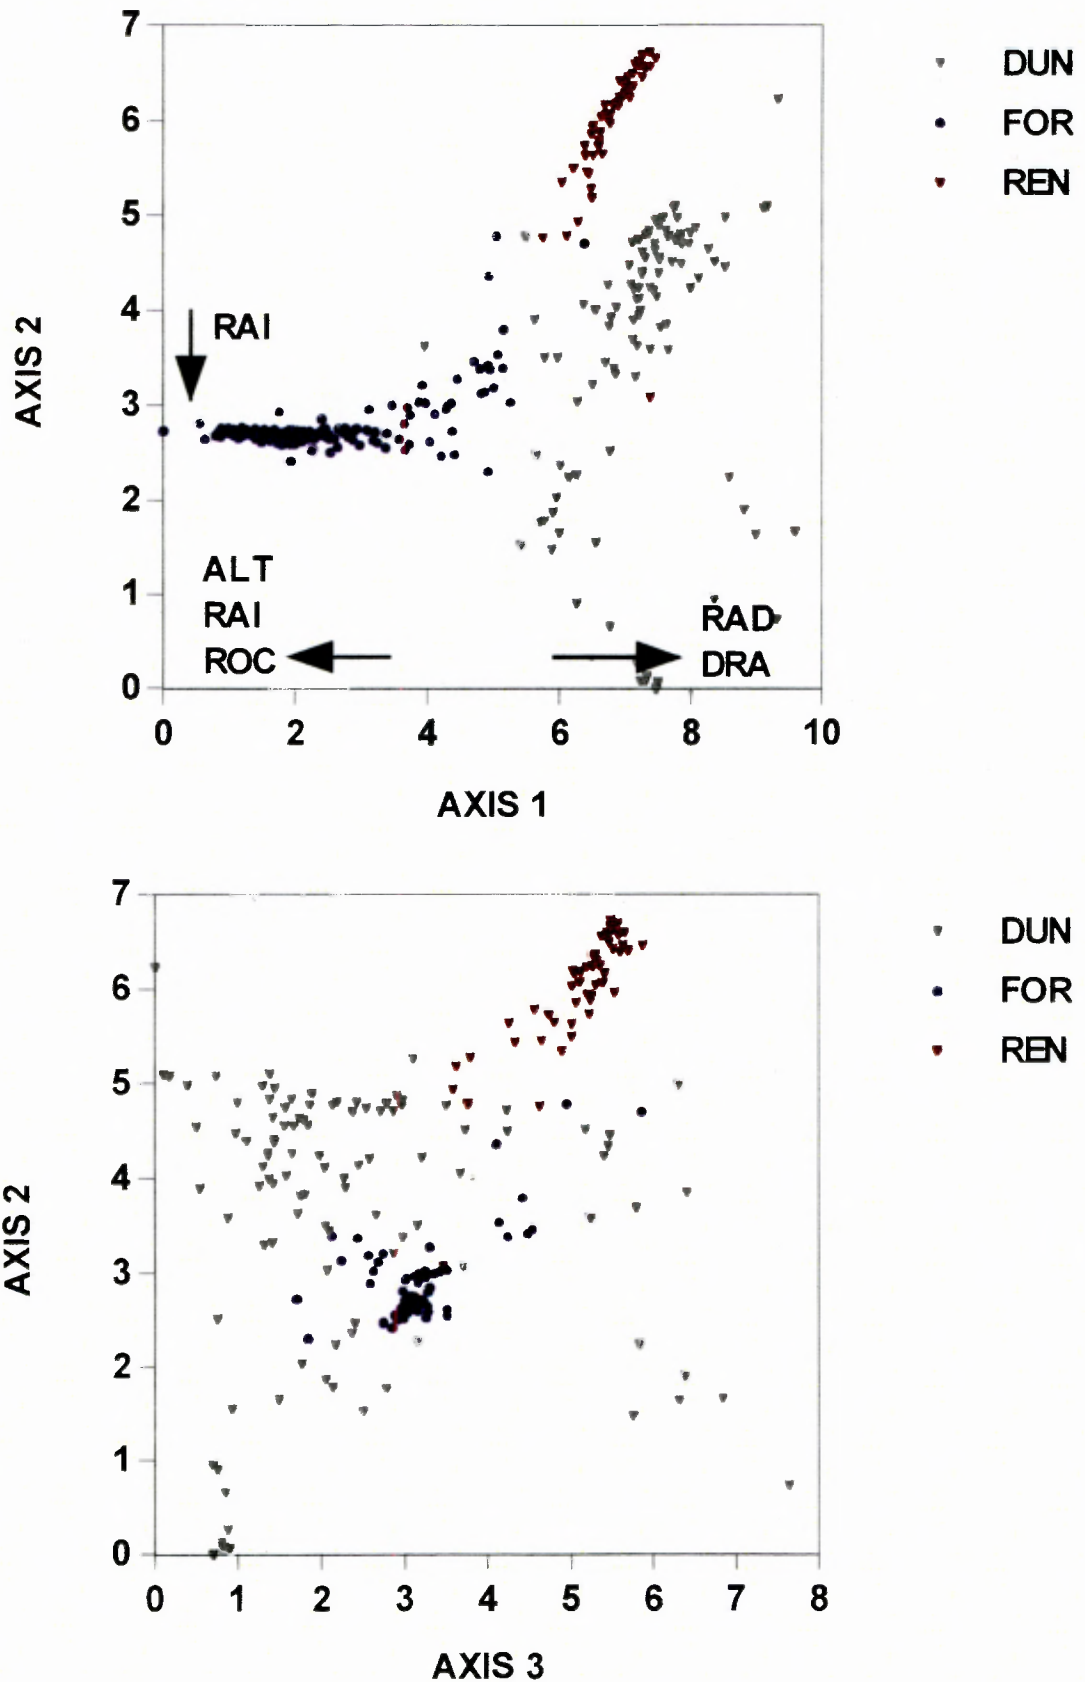 7
6
5
4
3
2
1
0
AXIS 2
RAI
ALT
RAI
ROC
RAD
DRA
0 2 4 6 8 10
AXIS 1
DUN
FOR
REN
7
6
5
4
3
2
1
0
AXIS 2
0 1 2 3 4 5 6 7 8
AXIS 3
DUN
FOR
REN